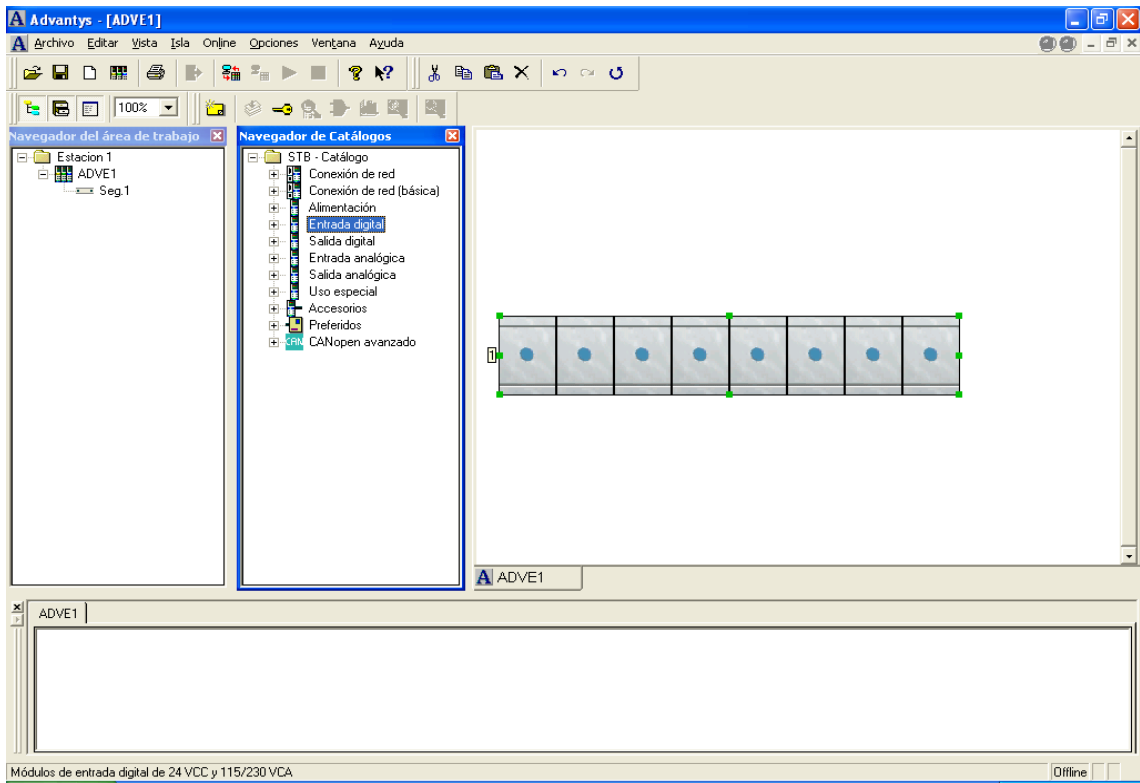 Advantys - [ADVE1]
Archivo Editar Vista Isla Online Opciones Ventana Ayuda
100%
Navegador del área de trabajo
Estacion 1
ADVE1
Seg.1
Navegador de Catálogos
STB - Catálogo
Conexión de red
Conexión de red (básica)
Alimentación
Entrada digital
Salida digital
Entrada analógica
Salida analógica
Uso especial
Accesorios
Preferidos
CAN CANopen avanzado
1
ADVE1
ADVE1
Módulos de entrada digital de 24 VCC y 115/230 VCA
Offline